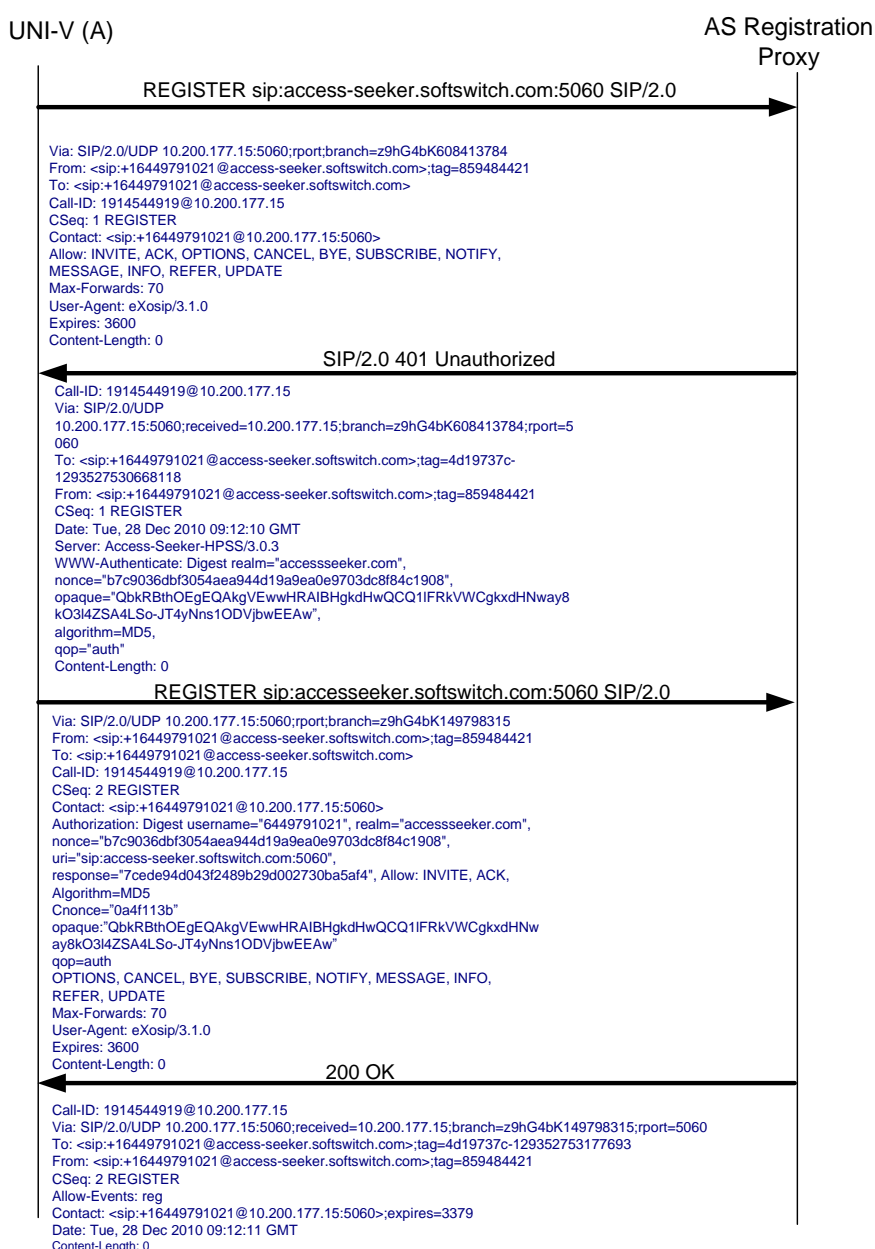 UNI-V (A)
AS Registration
Proxy
REGISTER sip:access-seeker.softswitch.com:5060 SIP/2.0
Via: SIP/2.0/UDP 10.200.177.15:5060;rport;branch=z9hG4bK608413784
From: <sip:+16449791021@access-seeker.softswitch.com>;tag=859484421
To: <sip:+16449791021@access-seeker.softswitch.com>
Call-ID: 1914544919@10.200.177.15
CSeq: 1 REGISTER
Contact: <sip:+16449791021@10.200.177.15:5060>
Allow: INVITE, ACK, OPTIONS, CANCEL, BYE, SUBSCRIBE, NOTIFY,
MESSAGE, INFO, REFER, UPDATE
Max-Forwards: 70
User-Agent: eXosip/3.1.0
Expires: 3600
Content-Length: 0
SIP/2.0 401 Unauthorized
Call-ID: 1914544919@10.200.177.15
Via: SIP/2.0/UDP
10.200.177.15:5060;received=10.200.177.15;branch=z9hG4bK608413784;rport=5
060
To: <sip:+16449791021@access-seeker.softswitch.com>;tag=4d19737c-
1293527530668118
From: <sip:+16449791021@access-seeker.softswitch.com>;tag=859484421
CSeq: 1 REGISTER
Date: Tue, 28 Dec 2010 09:12:10 GMT
Server: Access-Seeker-HPSS/3.0.3
WWW-Authenticate: Digest realm="accessseeker.com",
nonce="b7c9036dbf3054aea944d19a9ea0e9703dc8f84c1908",
opaque="QbkRBthOEgEQAkgVEwwHRAIBHgkdHwQCQ1lFRkVWCgkxdHNway8
kO3l4ZSA4LSo-JT4yNns1ODVjbwEEAw",
algorithm=MD5,
qop="auth"
Content-Length: 0
REGISTER sip:accesseeker.softswitch.com:5060 SIP/2.0
Via: SIP/2.0/UDP 10.200.177.15:5060;rport;branch=z9hG4bK149798315
From: <sip:+16449791021@access-seeker.softswitch.com>;tag=859484421
To: <sip:+16449791021@access-seeker.softswitch.com>
Call-ID: 1914544919@10.200.177.15
CSeq: 2 REGISTER
Contact: <sip:+16449791021@10.200.177.15:5060>
Authorization: Digest username="6449791021", realm="accessseeker.com",
nonce="b7c9036dbf3054aea944d19a9ea0e9703dc8f84c1908",
uri="sip:access-seeker.softswitch.com:5060",
response="7cede94d043f2489b29d002730ba5af4", Allow: INVITE, ACK,
Algorithm=MD5
Cnonce="0a4f113b"
opaque:"QbkRBthOEgEQAkgVEwwHRAIBHgkdHwQCQ1lFRkVWCgkxdHNw
ay8kO3l4ZSA4LSo-JT4yNns1ODVjbwEEAw"
qop=auth
OPTIONS, CANCEL, BYE, SUBSCRIBE, NOTIFY, MESSAGE, INFO,
REFER, UPDATE
Max-Forwards: 70
User-Agent: eXosip/3.1.0
Expires: 3600
Content-Length: 0
200 OK
Call-ID: 1914544919@10.200.177.15
Via: SIP/2.0/UDP 10.200.177.15:5060;received=10.200.177.15;branch=z9hG4bK149798315;rport=5060
To: <sip:+16449791021@access-seeker.softswitch.com>;tag=4d19737c-129352753177693
From: <sip:+16449791021@access-seeker.softswitch.com>;tag=859484421
CSeq: 2 REGISTER
Allow-Events: reg
Contact: <sip:+16449791021@10.200.177.15:5060>;expires=3379
Date: Tue, 28 Dec 2010 09:12:11 GMT
Content-Length: 0